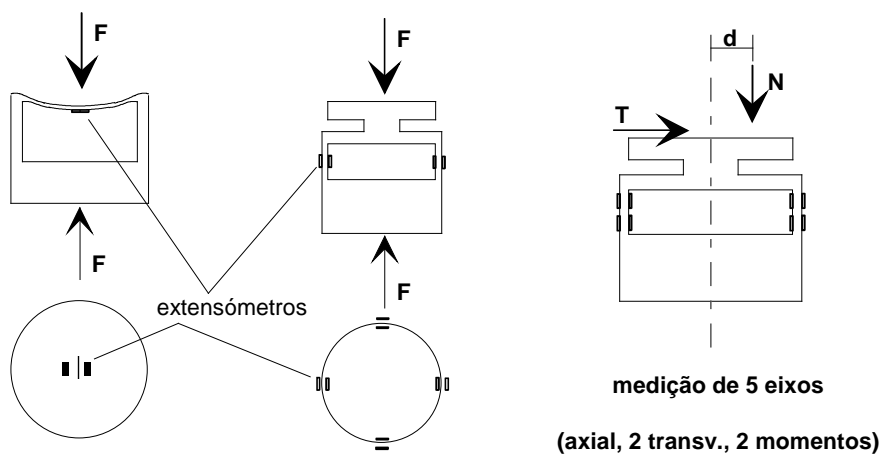 F
F
d
N
T
F
F
extensómetros
medição de 5 eixos
(axial, 2 transv., 2 momentos)